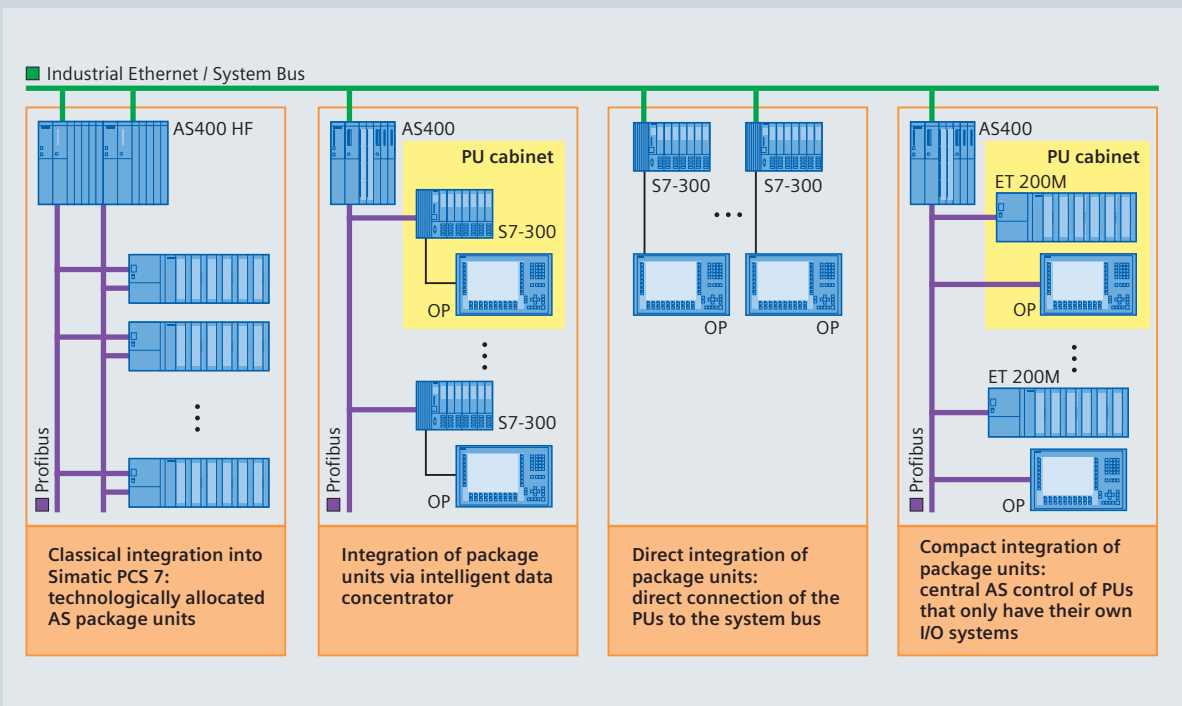 Industrial Ethernet / System Bus
AS400 HF
Profibus
Classical integration into
Simatic PCS 7:
technologically allocated
AS package units
AS400
PU cabinet
S7-300
OP
S7-300
OP
Profibus
Integration of package
units via intelligent data
concentrator
S7-300
S7-300
OP
OP
Direct integration of
package units:
direct connection of the
PUs to the system bus
AS400
PU cabinet
ET 200M
OP
ET 200M
OP
Profibus
Compact integration of
package units:
central AS control of PUs
that only have their own
I/O systems